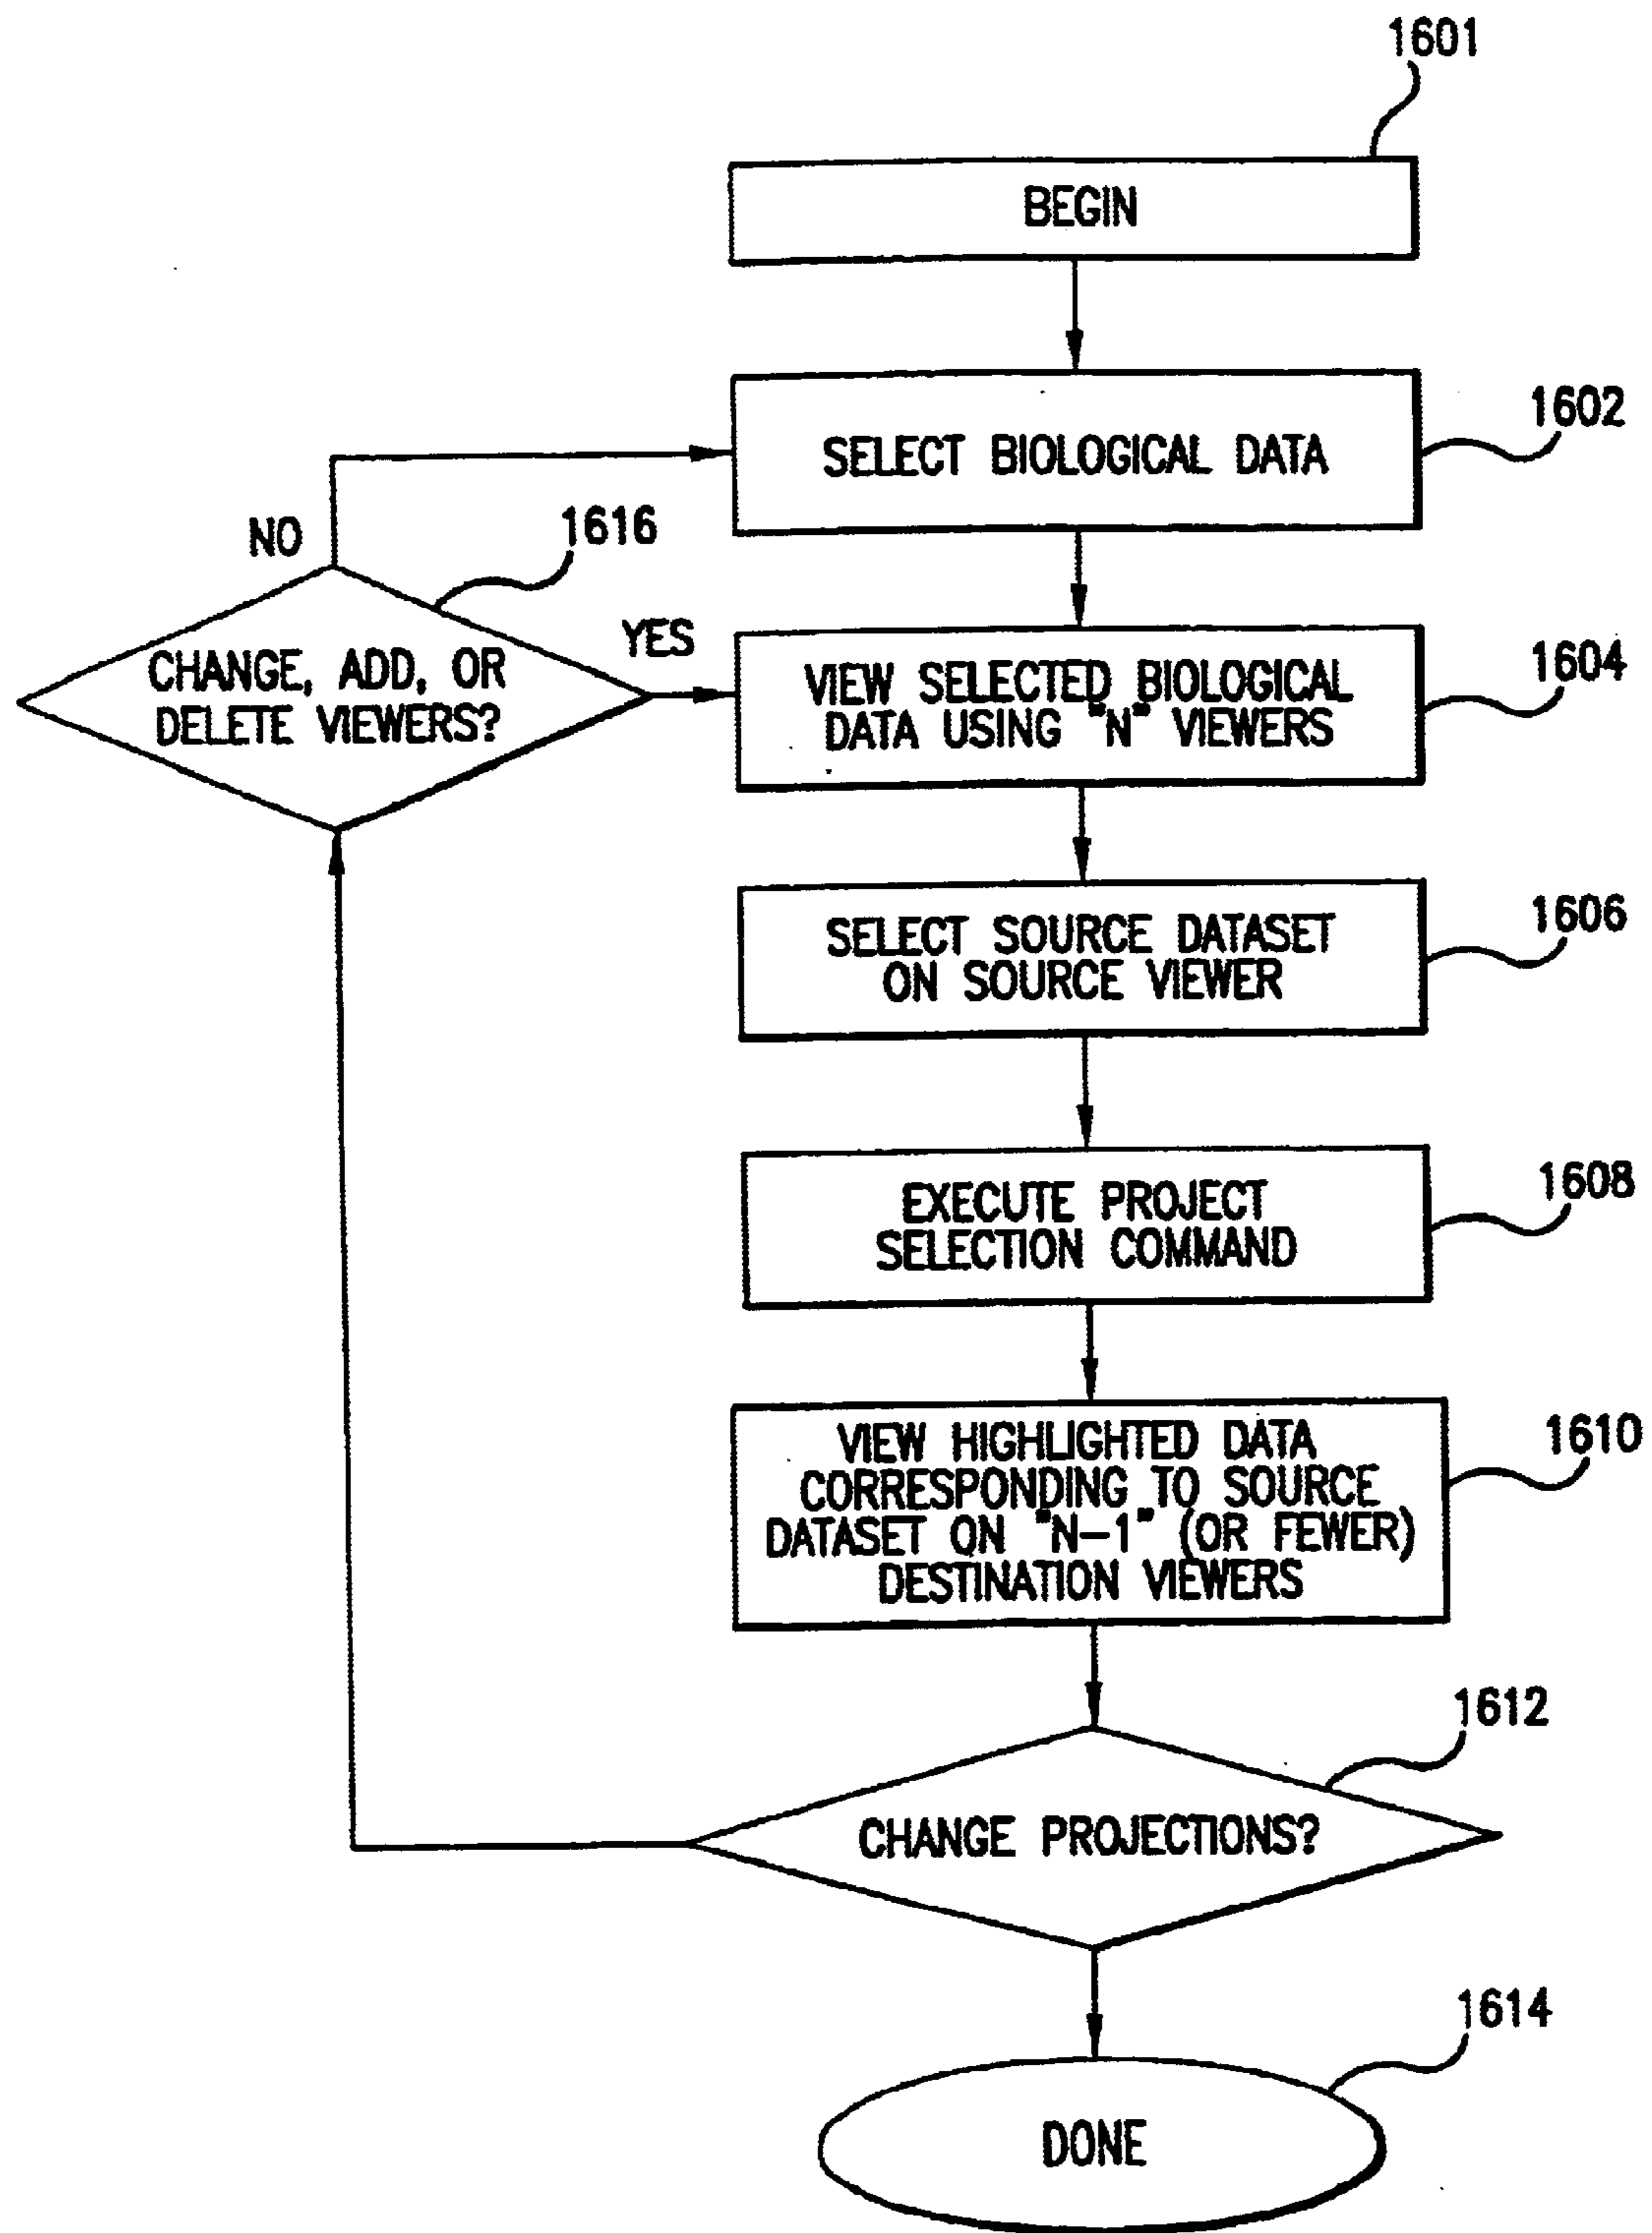 1601
BEGIN
1602
SELECT BIOLOGICAL DATA
NO
1616
YES
CHANGE, ADD, OR
DELETE VIEWERS?
1604
VIEW SELECTED BIOLOGICAL
DATA USING "N" VIEWERS
1606
SELECT SOURCE DATASET
ON SOURCE VIEWER
1608
EXECUTE PROJECT
SELECTION COMMAND
1610
VIEW HIGHLIGHTED DATA
CORRESPONDING TO SOURCE
DATASET ON "N-1" (OR FEWER)
DESTINATION VIEWERS
1612
CHANGE PROJECTIONS?
1614
DONE